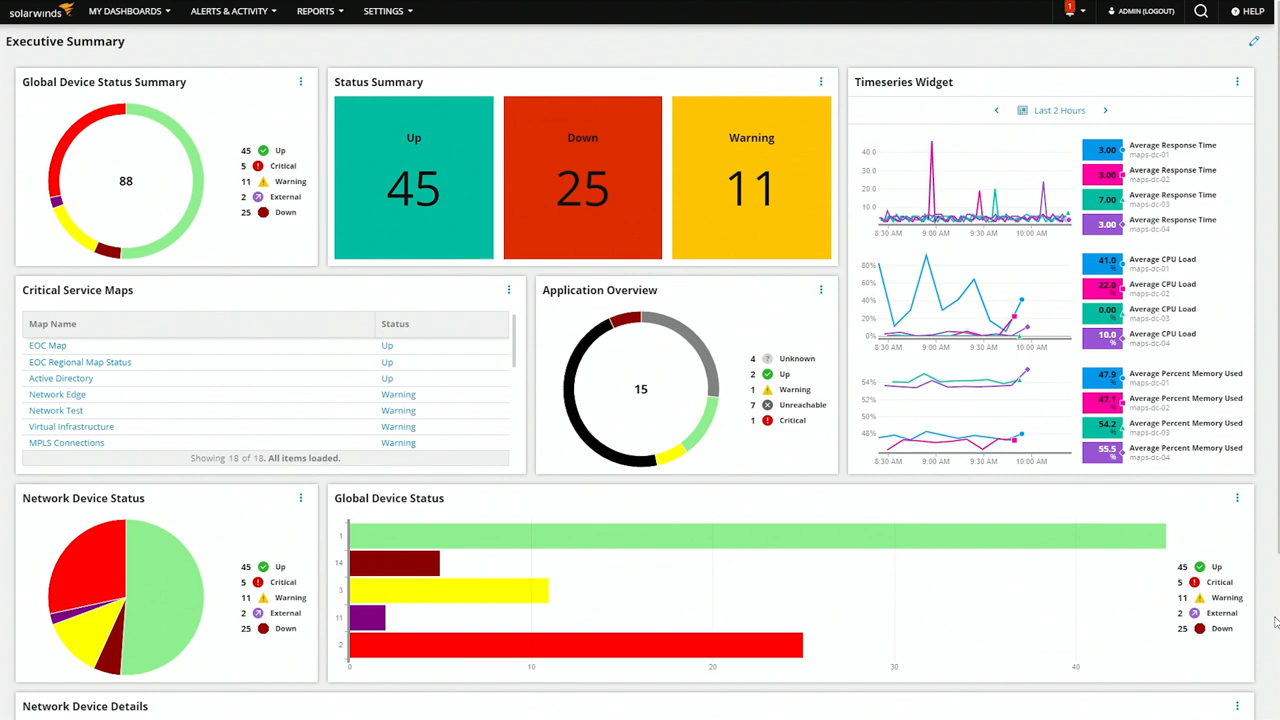 solarwinds MY DASHBOARDS ALERTS & ACTIVITY REPORTS SETTINGS 1 ADMIN (LOGOUT) HELP
Executive Summary
Global Device Status Summary
88
45 Up
5 Critical
11 Warning
2 External
25 Down
Status Summary
Up
45
Down
25
Warning
11
Timeseries Widget
Last 2 Hours
40.0
30.0
20.0
10.0
8:30 AM 9:00 AM 9:30 AM 10:00 AM
3.00 Average Response Time
maps-dc-01
3.00 Average Response Time
maps-dc-02
7.00 Average Response Time
maps-dc-03
3.00 Average Response Time
maps-dc-04
80%
60%
40%
20%
0%
8:30 AM 9:00 AM 9:30 AM 10:00 AM
41.0 % Average CPU Load
maps-dc-01
22.0 % Average CPU Load
maps-dc-02
0.00 % Average CPU Load
maps-dc-03
10.0 % Average CPU Load
maps-dc-04
54%
52%
50%
48%
8:30 AM 9:00 AM 9:30 AM 10:00 AM
47.9 % Average Percent Memory Used
maps-dc-01
47.1 % Average Percent Memory Used
maps-dc-02
54.2 % Average Percent Memory Used
maps-dc-03
55.5 % Average Percent Memory Used
maps-dc-04
Critical Service Maps
Map Name Status
EOC Map Up
EOC Regional Map Status Up
Active Directory Up
Network Edge Warning
Network Test Warning
Virtual Infrastructure Warning
MPLS Connections Warning
Showing 18 of 18. All items loaded.
Application Overview
15
4 ? Unknown
2 Up
1 Warning
7 Unreachable
1 Critical
Network Device Status
45 Up
5 Critical
11 Warning
2 External
25 Down
Global Device Status
1
14
3
11
2
0 10 20 30 40
45 Up
5 Critical
11 Warning
2 External
25 Down
Network Device Details